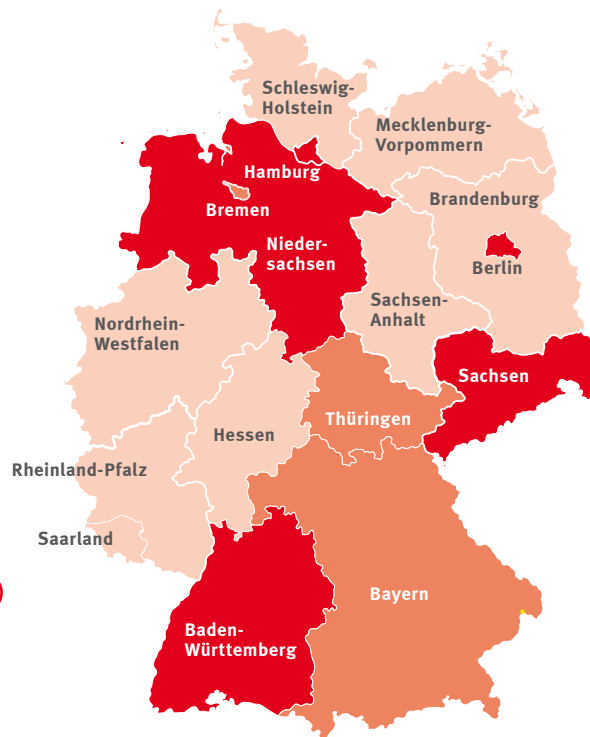 Schleswig-
Holstein
Mecklenburg-
Vorpommern
Hamburg
Brandenburg
Bremen
Nieder-
sachsen
Berlin
Sachsen-
Anhalt
Nordrhein-
Westfalen
Sachsen
Thüringen
Hessen
Rheinland-Pfalz
Saarland
Bayern
Baden-
Württemberg